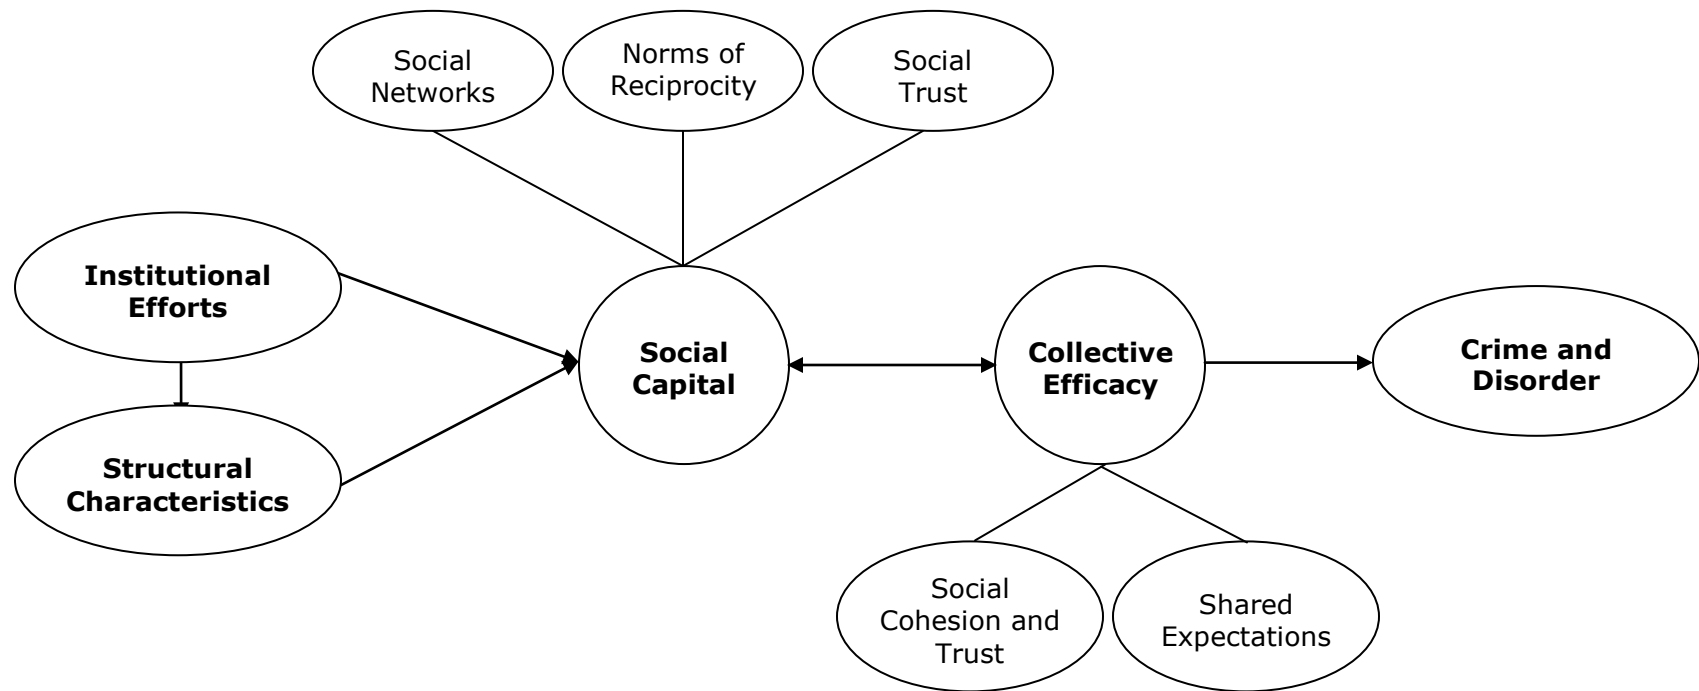 Social
Networks
Norms of
Reciprocity
Social
Trust
Institutional
Efforts
Structural
Characteristics
Social
Capital
Collective
Efficacy
Crime and
Disorder
Social
Cohesion and
Trust
Shared
Expectations